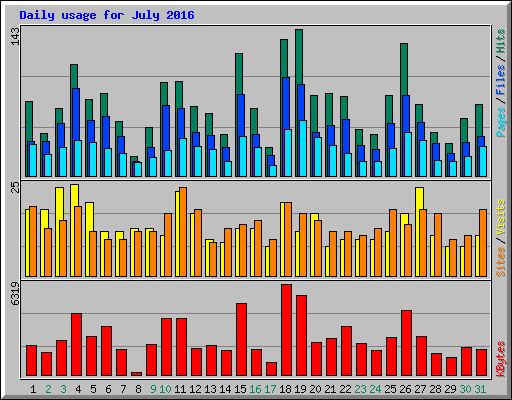 Daily usage for July 2016
143
Pages / Files / Hits
25
Sites / Visits
6319
KBytes
1 2 3 4 5 6 7 8 9 10 11 12 13 14 15 16 17 18 19 20 21 22 23 24 25 26 27 28 29 30 31